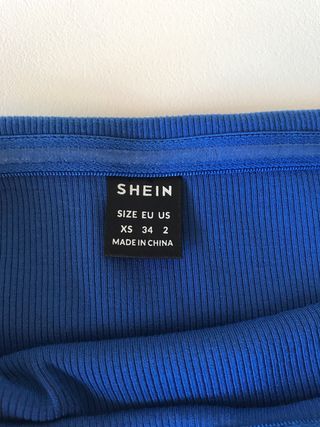 SHEIN
SIZE EU US
XS 34 2
MADE IN CHINA